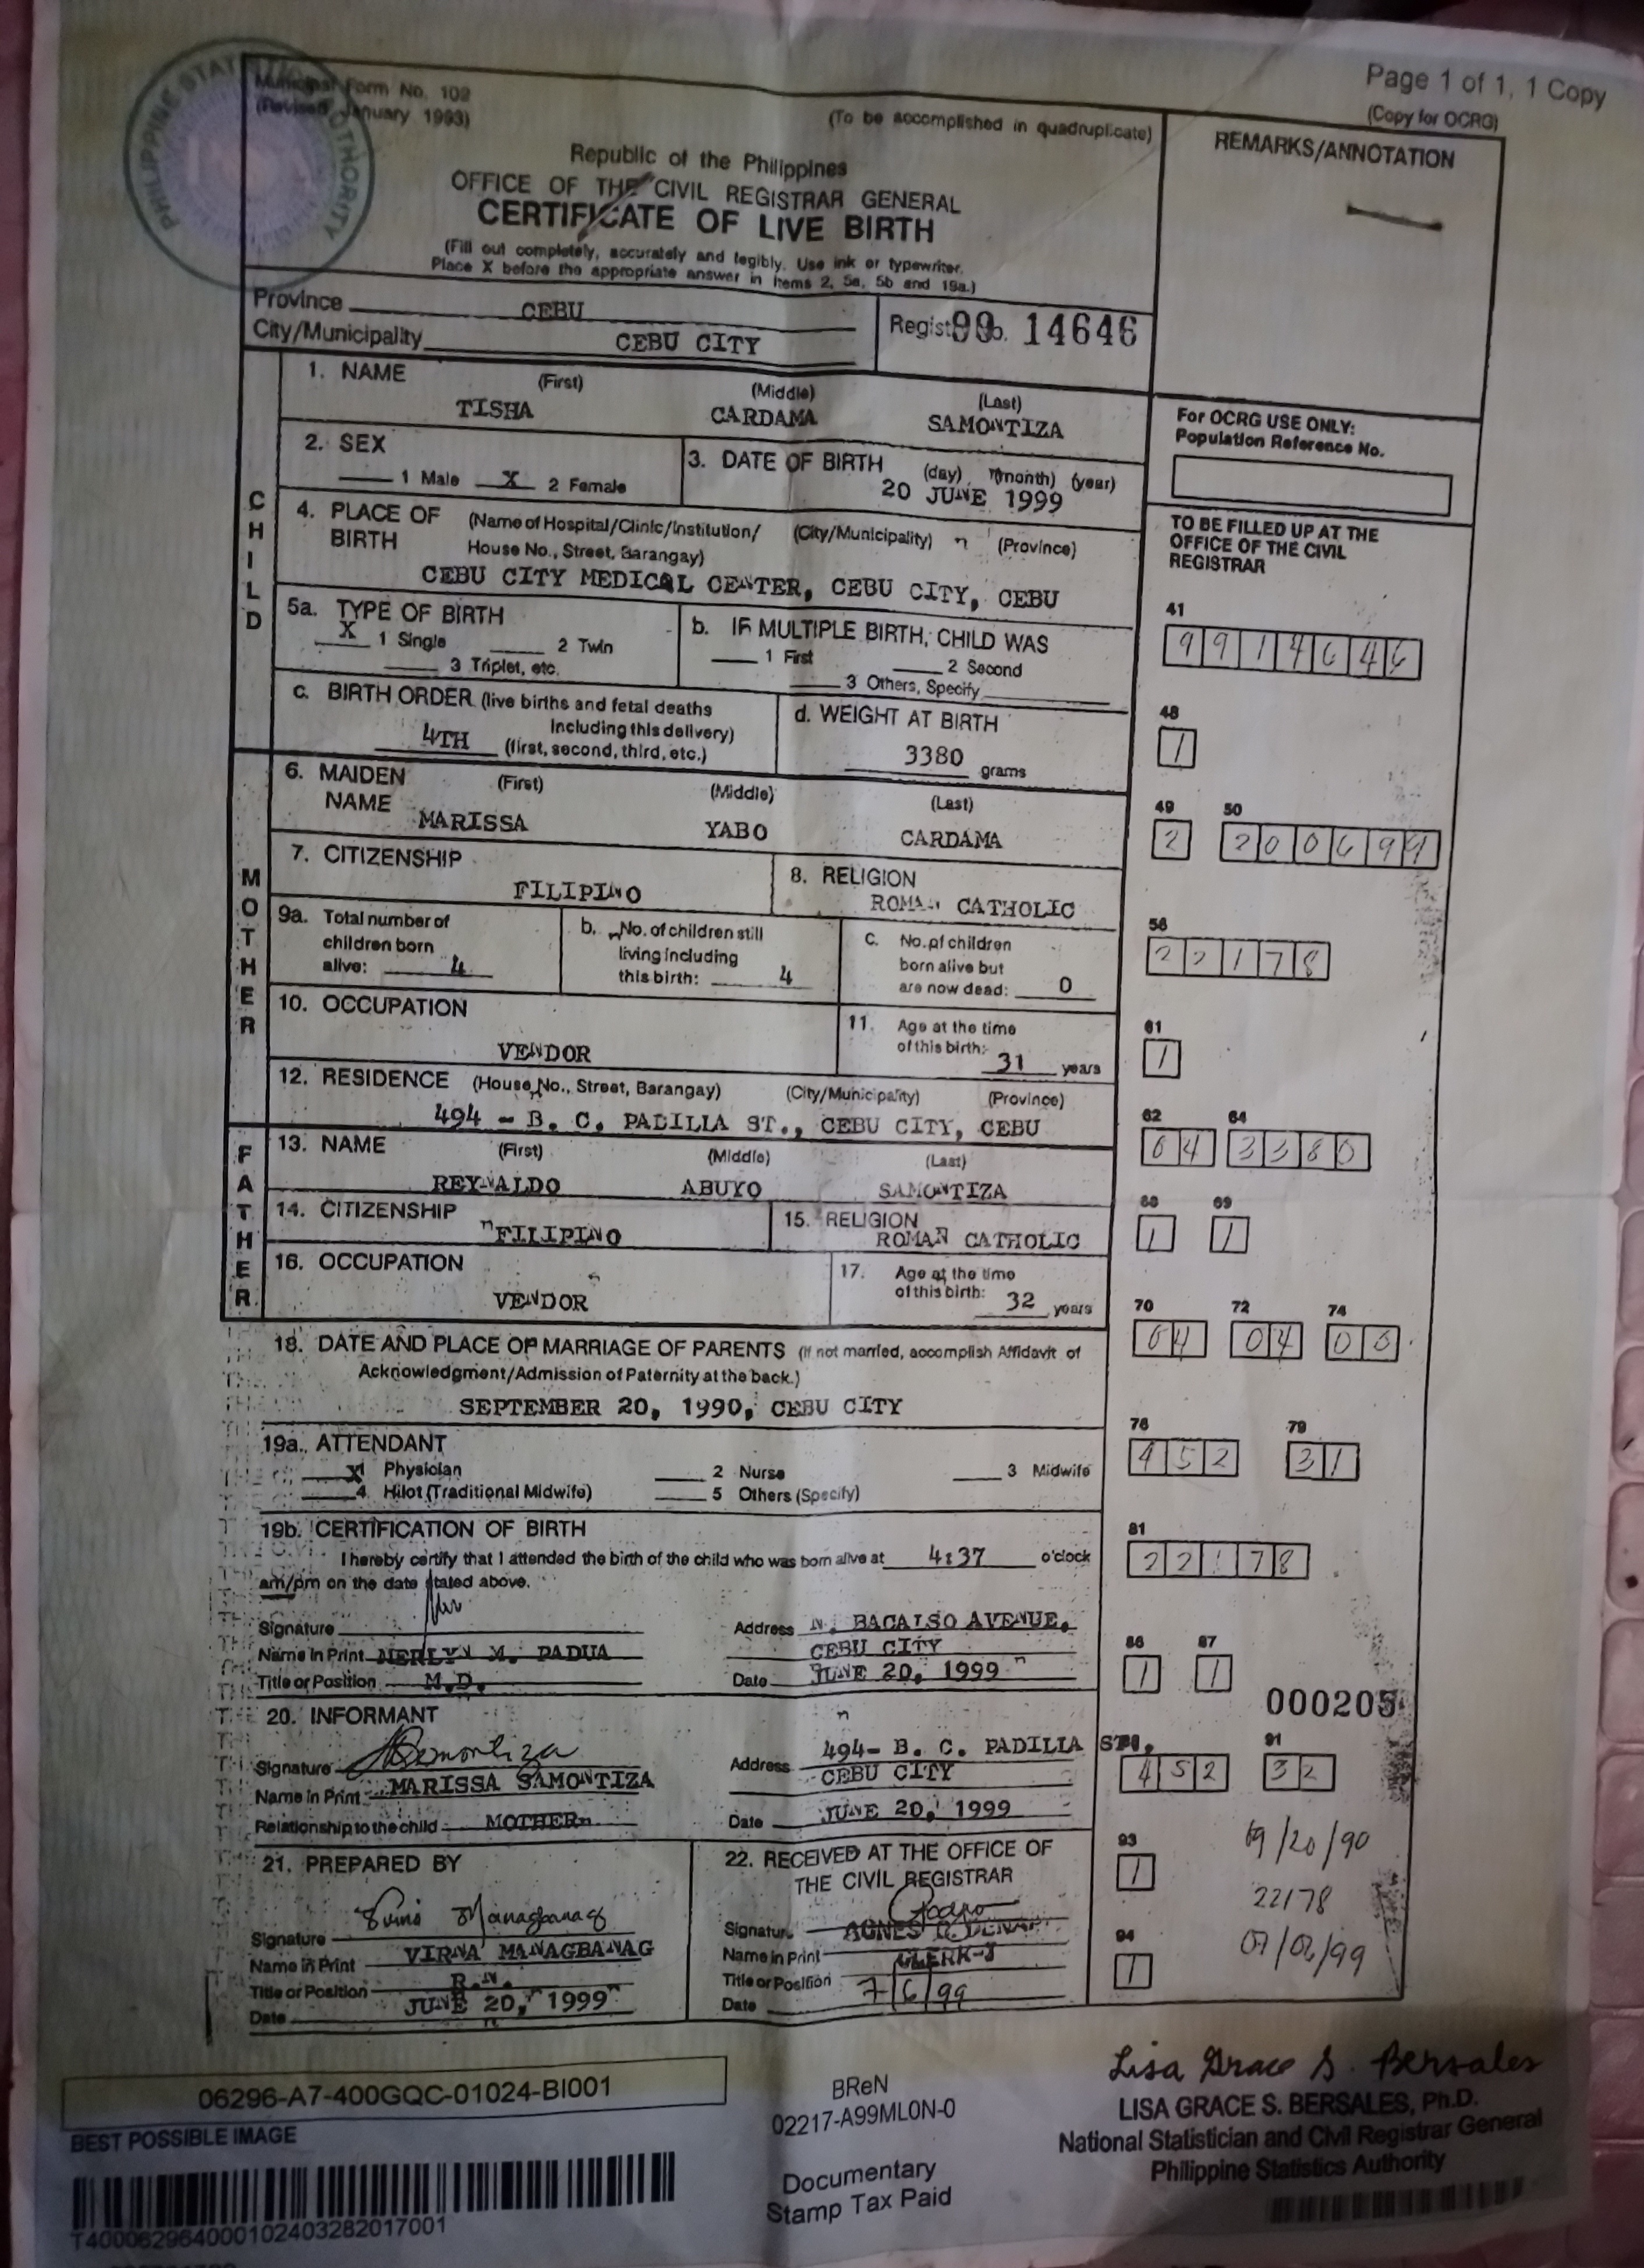 Page 1 of 1, 1 Copy
Municipal Form No. 102
(Revised January 1993)
(To be accomplished in quadruplicate)
(Copy for OCRG)
PHILIPPINE STATISTICS AUTHORITY
REMARKS/ANNOTATION
Republic of the Philippines
OFFICE OF THE CIVIL REGISTRAR GENERAL
CERTIFICATE OF LIVE BIRTH
(Fill out completely, accurately and legibly. Use ink or typewriter.
Place X before the appropriate answer in items 2, 5a, 5b and 19a.)
Province CEBU
City/Municipality CEBU CITY
Regist 99 14646
CHILD
1. NAME (First) (Middle) (Last)
TISHA CARDAMA SAMONTIZA
For OCRG USE ONLY:
Population Reference No.
2. SEX
1 Male X 2 Female
3. DATE OF BIRTH (day) (month) (year)
20 JUNE 1999
4. PLACE OF BIRTH (Name of Hospital/Clinic/Institution/ (City/Municipality) (Province)
House No., Street, Barangay)
CEBU CITY MEDICAL CENTER, CEBU CITY, CEBU
TO BE FILLED UP AT THE
OFFICE OF THE CIVIL
REGISTRAR
5a. TYPE OF BIRTH
X 1 Single 2 Twin
3 Triplet, etc.
b. IF MULTIPLE BIRTH, CHILD WAS
1 First 2 Second
3 Others, Specify
41
9914646
c. BIRTH ORDER (live births and fetal deaths
including this delivery)
4TH (first, second, third, etc.)
d. WEIGHT AT BIRTH
3380 grams
48
1
MOTHER
6. MAIDEN NAME (First) (Middle) (Last)
MARISSA YABO CARDAMA
49 50
2 200699
7. CITIZENSHIP
FILIPINO
8. RELIGION
ROMAN CATHOLIC
9a. Total number of
children born
alive: 4
b. No. of children still
living including
this birth: 4
c. No. of children
born alive but
are now dead: 0
56
22178
10. OCCUPATION
VENDOR
11. Age at the time
of this birth: 31 years
61
1
12. RESIDENCE (House No., Street, Barangay) (City/Municipality) (Province)
494 - B. C. PADILLA ST., CEBU CITY, CEBU
62 64
04 3380
FATHER
13. NAME (First) (Middle) (Last)
REYNALDO ABUYO SAMONTIZA
14. CITIZENSHIP
FILIPINO
15. RELIGION
ROMAN CATHOLIC
68 69
1 1
16. OCCUPATION
VENDOR
17. Age at the time
of this birth: 32 years
70 72 74
04 04 00
18. DATE AND PLACE OF MARRIAGE OF PARENTS (If not married, accomplish Affidavit of
Acknowledgment/Admission of Paternity at the back.)
SEPTEMBER 20, 1990, CEBU CITY
19a. ATTENDANT
X 1 Physician 2 Nurse 3 Midwife
4 Hilot (Traditional Midwife) 5 Others (Specify)
76 79
452 31
19b. CERTIFICATION OF BIRTH
I hereby certify that I attended the birth of the child who was born alive at 4:37 o'clock
am/pm on the date stated above.
81
22178
Signature
Name in Print NERLYN M. PADUA
Title or Position M.D.
Address N. BACALSO AVENUE,
CEBU CITY
Date JUNE 20, 1999
86 87
1 1
000205
20. INFORMANT
Signature
Name in Print MARISSA SAMONTIZA
Relationship to the child MOTHER
Address 494- B. C. PADILLA ST.
CEBU CITY
Date JUNE 20, 1999
91
452 32
21. PREPARED BY
Signature
Name in Print VIRNA MANAGBANAG
Title or Position R.N.
Date JUNE 20, 1999
22. RECEIVED AT THE OFFICE OF
THE CIVIL REGISTRAR
Signature
Name in Print
Title or Position CLERK-I
Date 7/6/99
93
1
09/20/90
22178
94
1
07/06/99
06296-A7-400GQC-01024-BI001
BEST POSSIBLE IMAGE
T400062964000102403282017001
BReN
02217-A99ML0N-0
Documentary
Stamp Tax Paid
Lisa Grace S. Bersales
LISA GRACE S. BERSALES, Ph.D.
National Statistician and Civil Registrar General
Philippine Statistics Authority